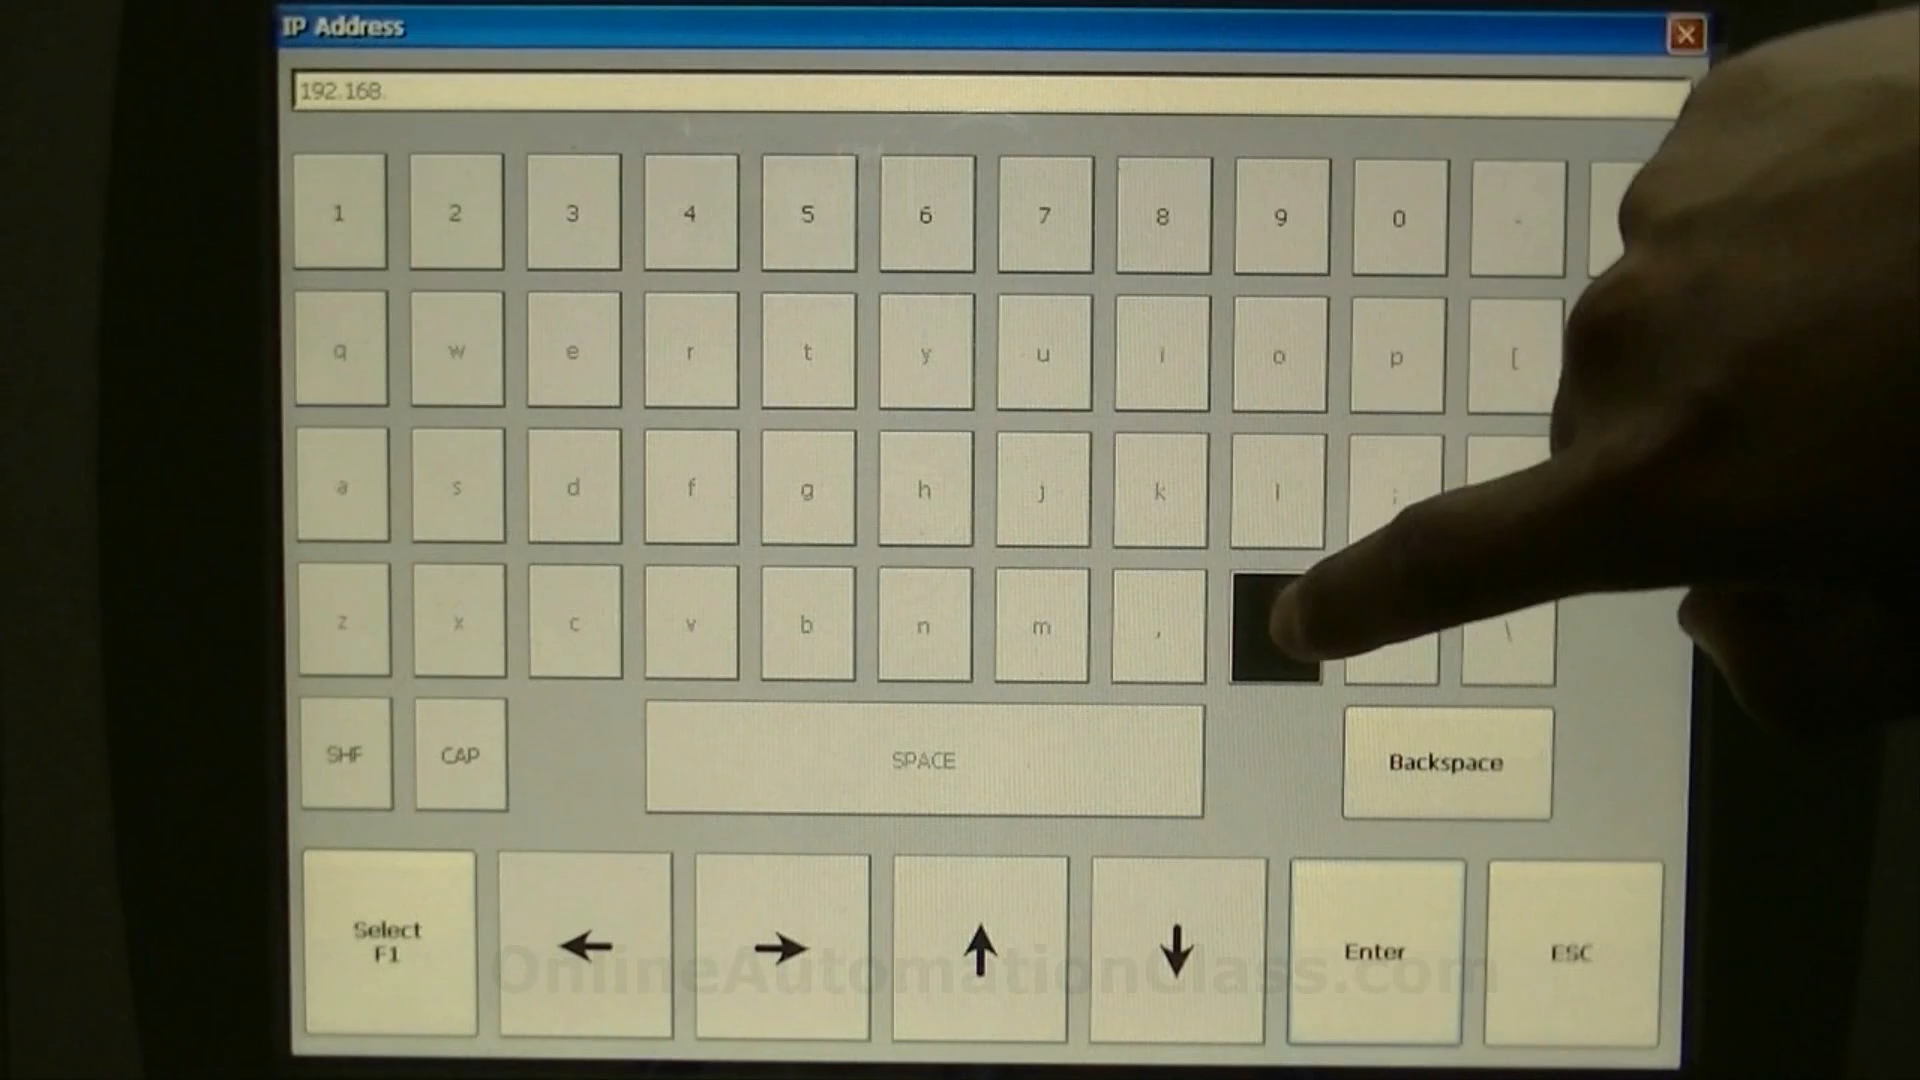 IP Address
192.168.
1 2 3 4 5 6 7 8 9 0 -
q w e r t y u i o p [
a s d f g h j k l ;
z x c v b n m , \
SHF CAP SPACE Backspace
Select
F1
Enter ESC
OnlineAutomationClass.com